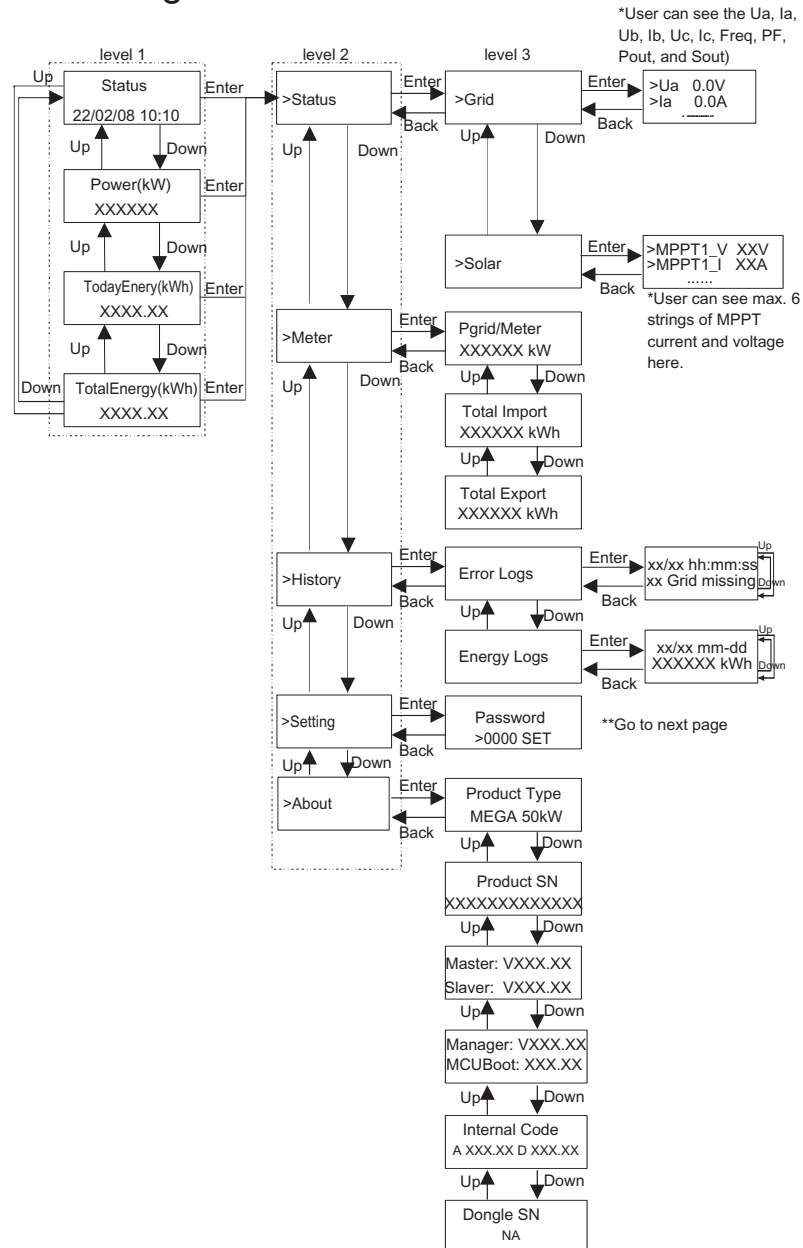 *User can see the Ua, Ia,
Ub, Ib, Uc, Ic, Freq, PF,
Pout, and Sout)
level 1
level 2
level 3
Up
Status
22/02/08 10:10
Enter
>Status
Enter
Back
>Grid
Enter
Back
>Ua 0.0V
>Ia 0.0A
Up
Down
Up
Down
Up
Down
Power(kW)
XXXXXX
Enter
Up
Down
>Solar
Enter
Back
>MPPT1_V XXV
>MPPT1_I XXA
......
*User can see max. 6
strings of MPPT
current and voltage
here.
TodayEnery(kWh)
XXXX.XX
Enter
Up
Down
>Meter
Enter
Back
Pgrid/Meter
XXXXXX kW
Up
Down
Down
TotalEnergy(kWh)
XXXX.XX
Enter
Up
Down
Total Import
XXXXXX kWh
Up
Down
Total Export
XXXXXX kWh
>History
Enter
Back
Error Logs
Enter
Back
xx/xx hh:mm:ss
xx Grid missing
Up
Down
Up
Down
Up
Down
Energy Logs
Enter
Back
xx/xx mm-dd
XXXXXX kWh
Up
Down
>Setting
Enter
Back
Password
>0000 SET
**Go to next page
Up
Down
>About
Enter
Back
Product Type
MEGA 50kW
Up
Down
Product SN
XXXXXXXXXXXXX
Up
Down
Master: VXXX.XX
Slaver: VXXX.XX
Up
Down
Manager: VXXX.XX
MCUBoot: XXX.XX
Up
Down
Internal Code
A XXX.XX D XXX.XX
Up
Down
Dongle SN
NA